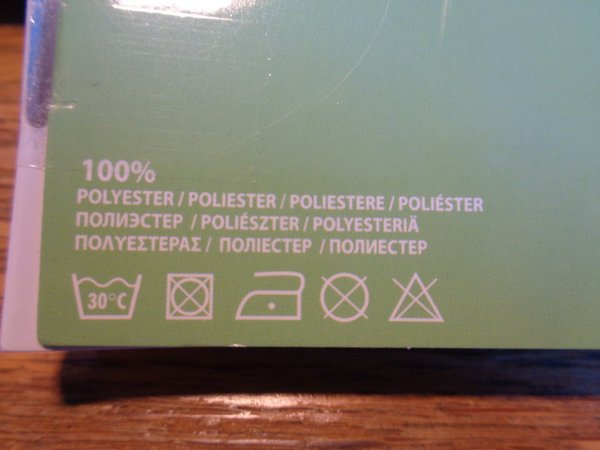 100%
POLYESTER / POLIESTER / POLIESTERE / POLIÉSTER
ПОЛИЭСТЕР / POLIÉSZTER / POLYESTERIÄ
ΠΟΛΥΕΣΤΕΡΑΣ / ПОЛІЕСТЕР / ПОЛИЕСТЕР
30°C